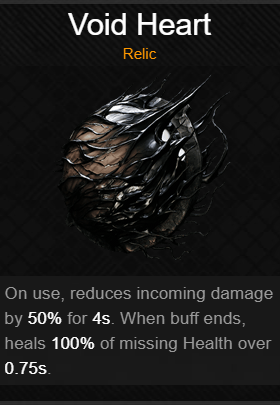 Void Heart
Relic
On use, reduces incoming damage
by 50% for 4s. When buff ends,
heals 100% of missing Health over
0.75s.